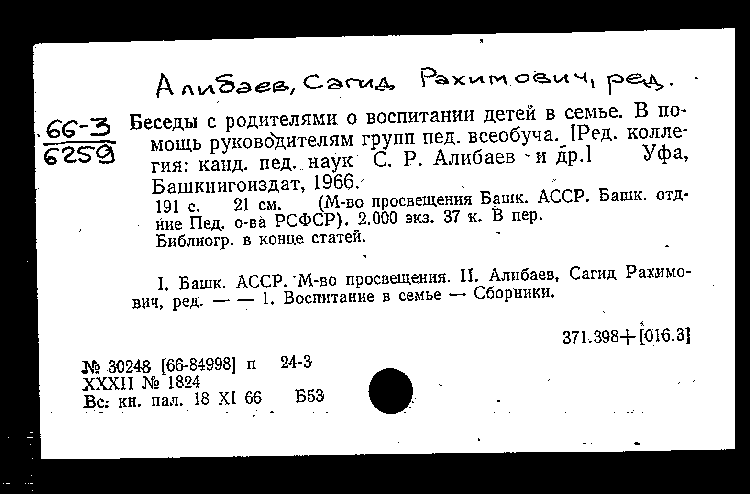 Алибаев, Сагид Рахимович, ред.
66-3
6259
Беседы с родителями о воспитании детей в семье. В по-
мощь руководителям групп пед. всеобуча. [Ред. колле-
гия: канд. пед. наук С. Р. Алибаев и др.] Уфа,
Башкнигоиздат, 1966.
191 с. 21 см. (М-во просвещения Башк. АССР. Башк. отд-
ние Пед. о-ва РСФСР). 2.000 экз. 37 к. В пер.
Библиогр. в конце статей.
I. Башк. АССР. М-во просвещения. II. Алибаев, Сагид Рахимо-
вич, ред. — — 1. Воспитание в семье — Сборники.
371.398+[016.3]
№ 30248 [66-84998] п 24-3
XXXII № 1824
Вс. кн. пал. 18 XI 66 Б53